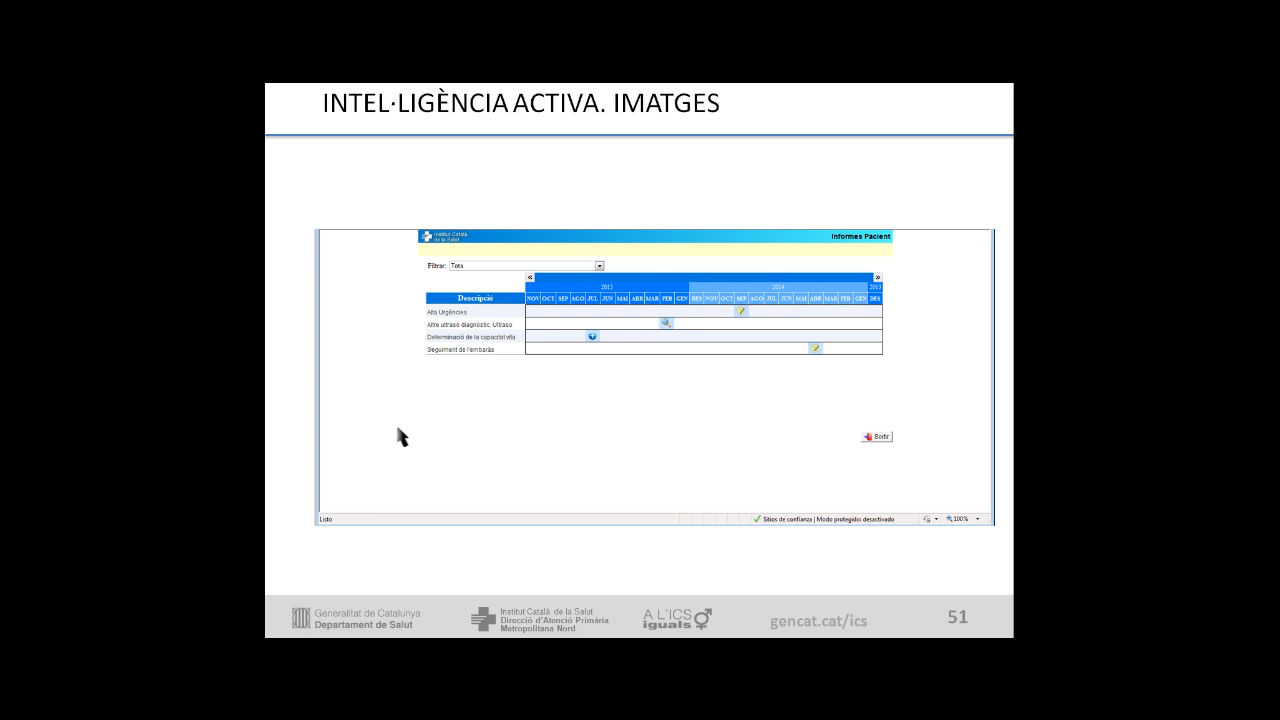 INTEL·LIGÈNCIA ACTIVA. IMATGES
Institut Català
de la Salut
Informes Pacient
Filtrar: Tots
« »
2015 2014 2013
Descripció NOV OCT SEP AGO JUL JUN MAI ABR MAR FEB GEN DES NOV OCT SEP AGO JUL JUN MAI ABR MAR FEB GEN DES
Alta Urgències
Altre ultrasò diagnòstic. Ultraso
Determinació de la capacitat vita
Seguiment de l'embaràs
Sortir
Listo Sitios de confianza | Modo protegido: desactivado 100%
Generalitat de Catalunya
Departament de Salut
Institut Català de la Salut
Direcció d'Atenció Primària
Metropolitana Nord
A L'ICS
iguals
gencat.cat/ics
51